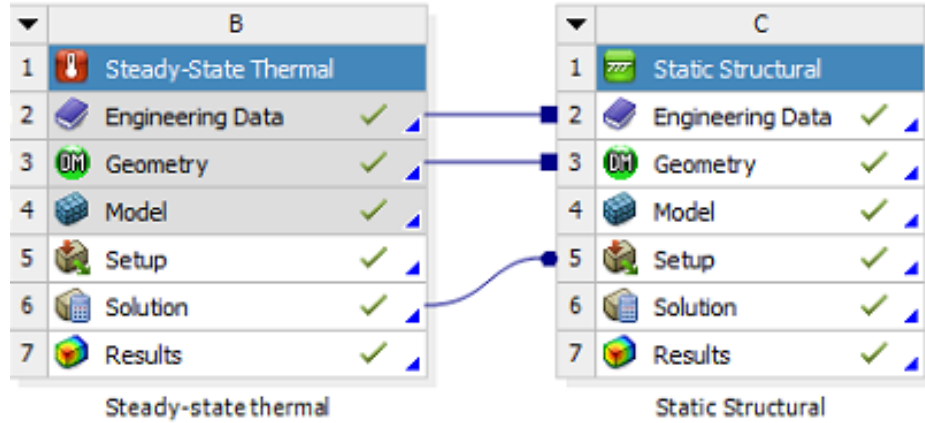 B
1 Steady-State Thermal
2 Engineering Data
3 DM Geometry
4 Model
5 Setup
6 Solution
7 Results
Steady-state thermal
C
1 Static Structural
2 Engineering Data
3 DM Geometry
4 Model
5 Setup
6 Solution
7 Results
Static Structural